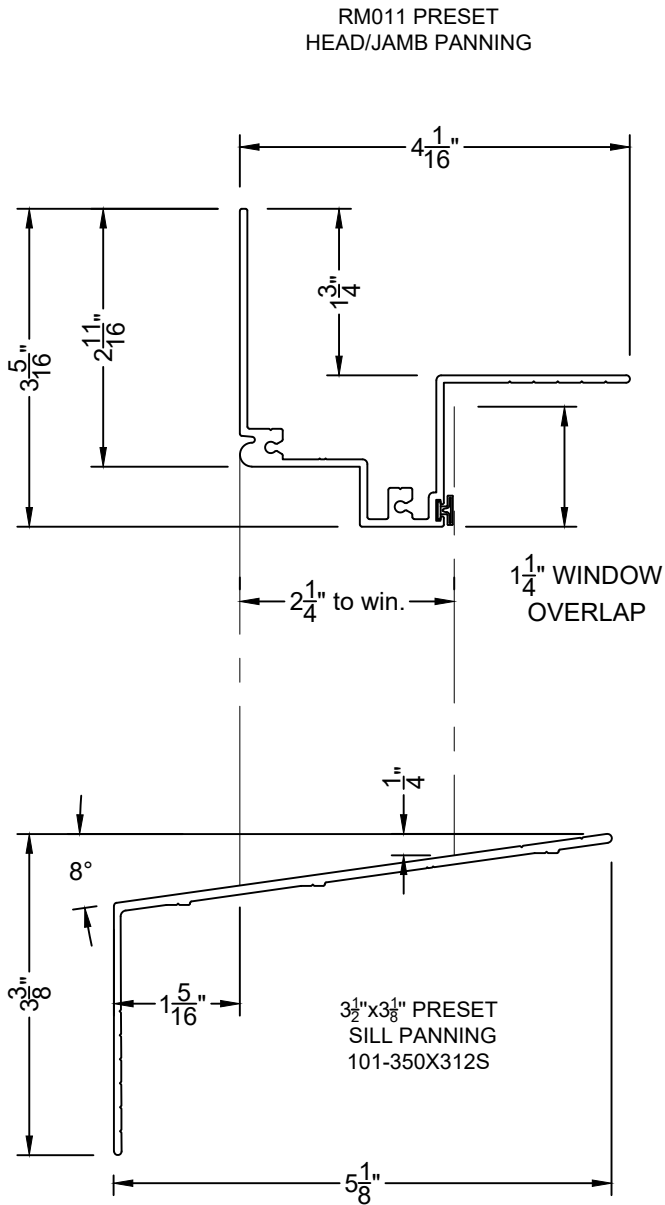 RM011 PRESET
HEAD/JAMB PANNING
4 1/16"
3 5/16"
2 11/16"
1 3/4"
2 1/4" to win.
1 1/4" WINDOW
OVERLAP
1/4"
8°
3 3/8"
1 5/16"
3 1/2"x3 1/8" PRESET
SILL PANNING
101-350X312S
5 1/8"